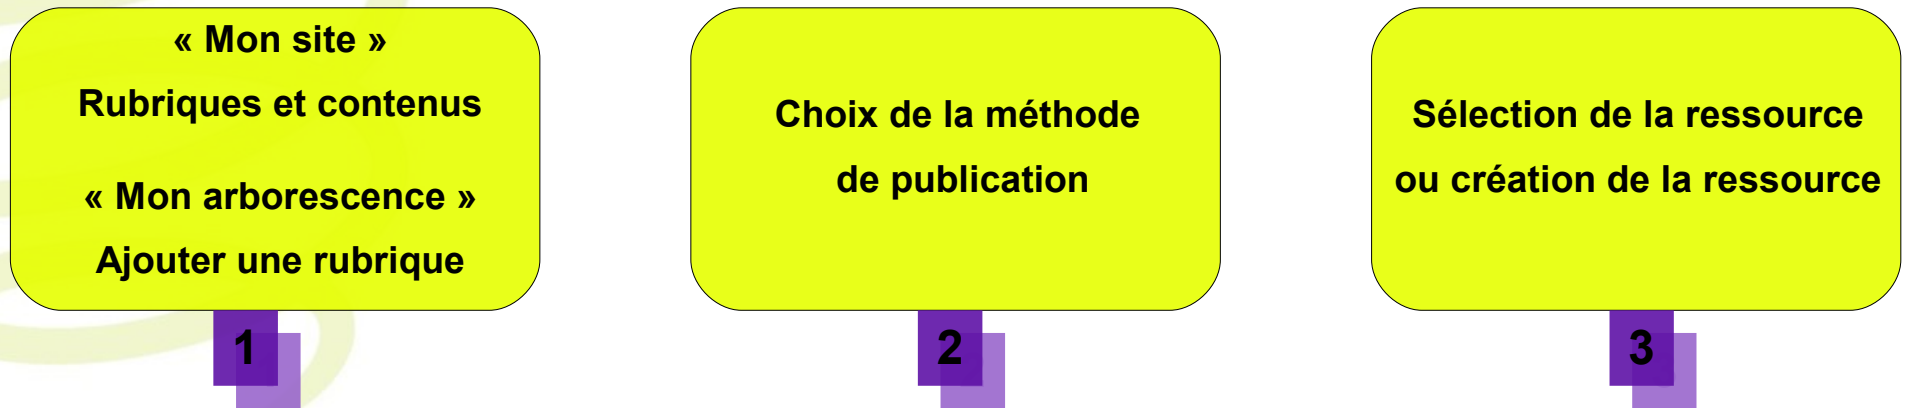 « Mon site »
Rubriques et contenus
« Mon arborescence »
Ajouter une rubrique
1
Choix de la méthode
de publication
2
Sélection de la ressource
ou création de la ressource
3